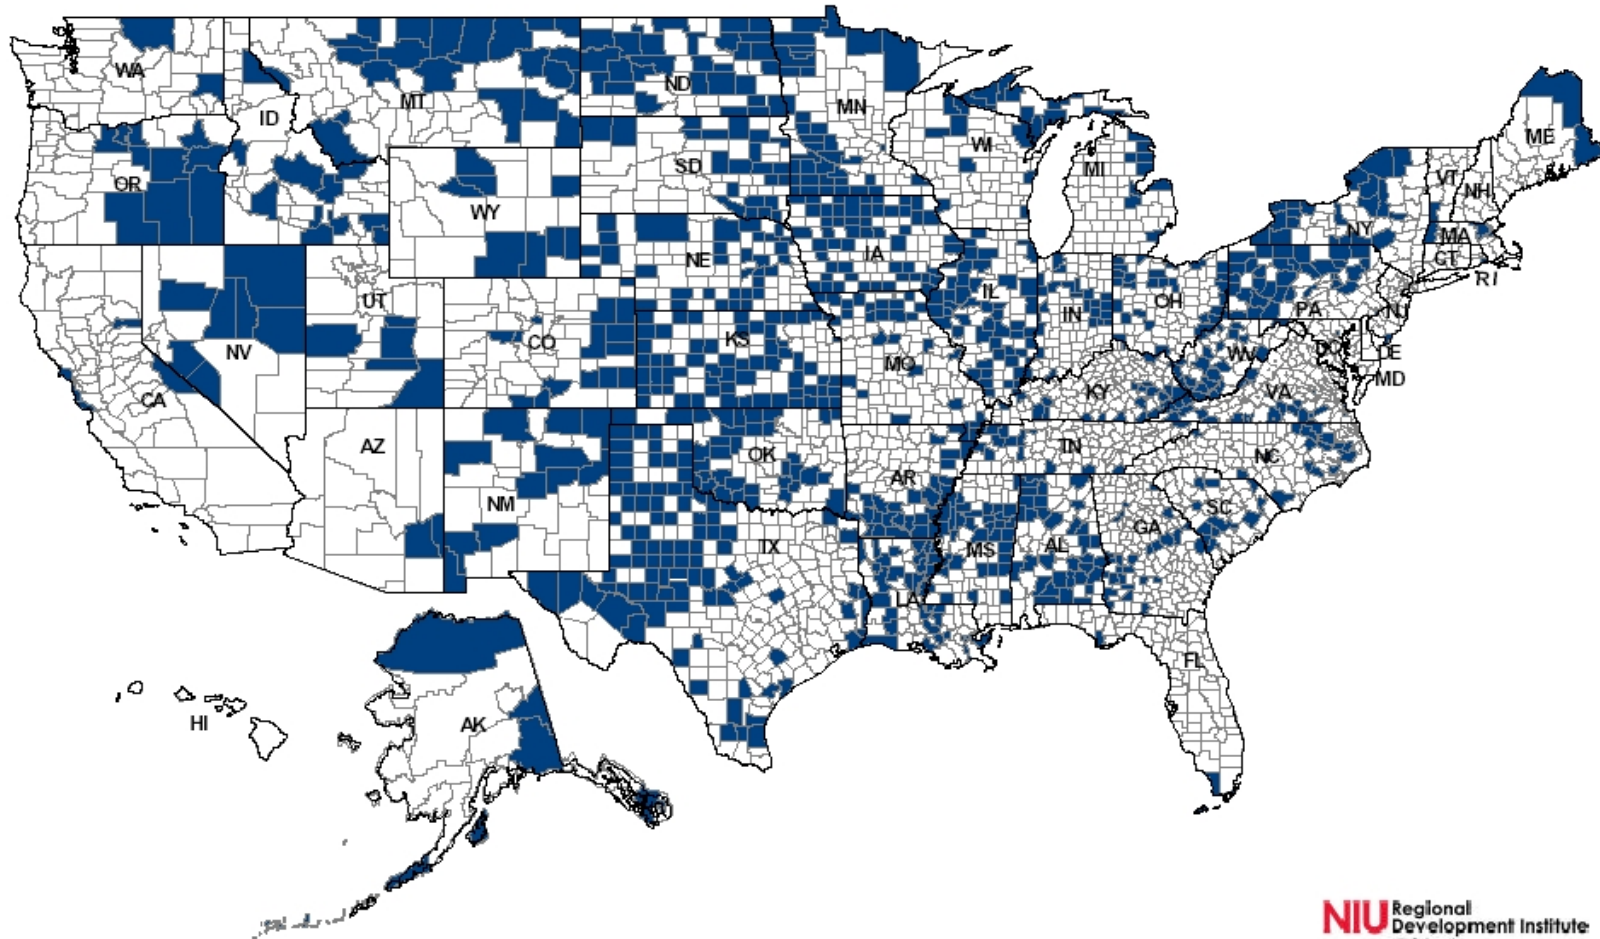 WA
MT
ND
MN
ID
OR
SD
WI
MI
ME
VT
NH
WY
NY
MA
CT
RI
NE
IA
UT
IL
IN
OH
PA
NV
CO
KS
MO
WV
DE
MD
CA
KY
VA
AZ
OK
TN
NC
AR
NM
SC
GA
TX
MS
AL
LA
FL
HI
AK
NIU Regional
Development Institute